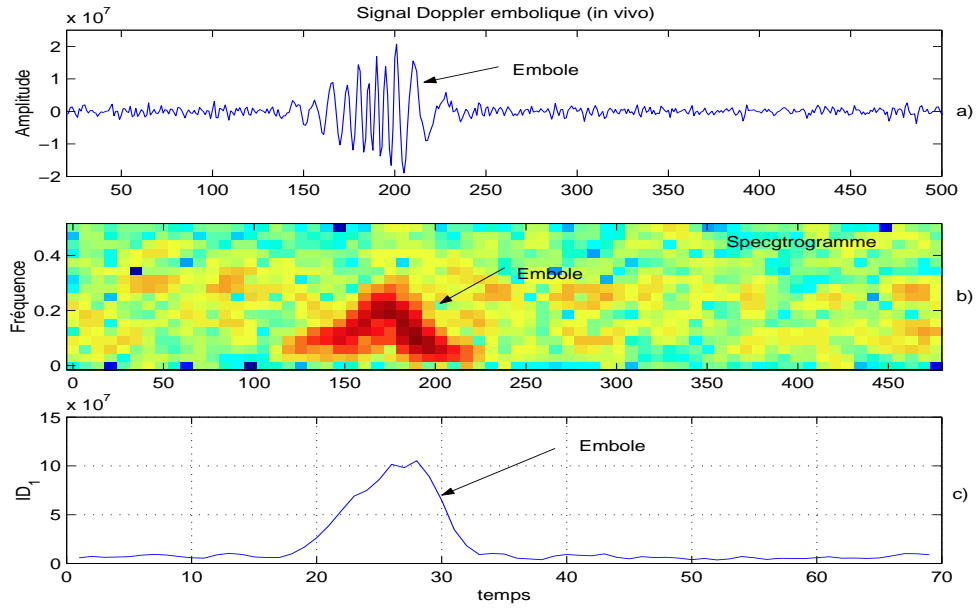 Signal Doppler embolique (in vivo)
x 10^7
Amplitude
2
1
0
−1
−2
Embole
a)
50 100 150 200 250 300 350 400 450 500
Fréquence
0.4
0.2
0
Specgtrogramme
Embole
b)
0 50 100 150 200 250 300 350 400 450
x 10^7
ID_1
15
10
5
0
Embole
c)
0 10 20 30 40 50 60 70
temps